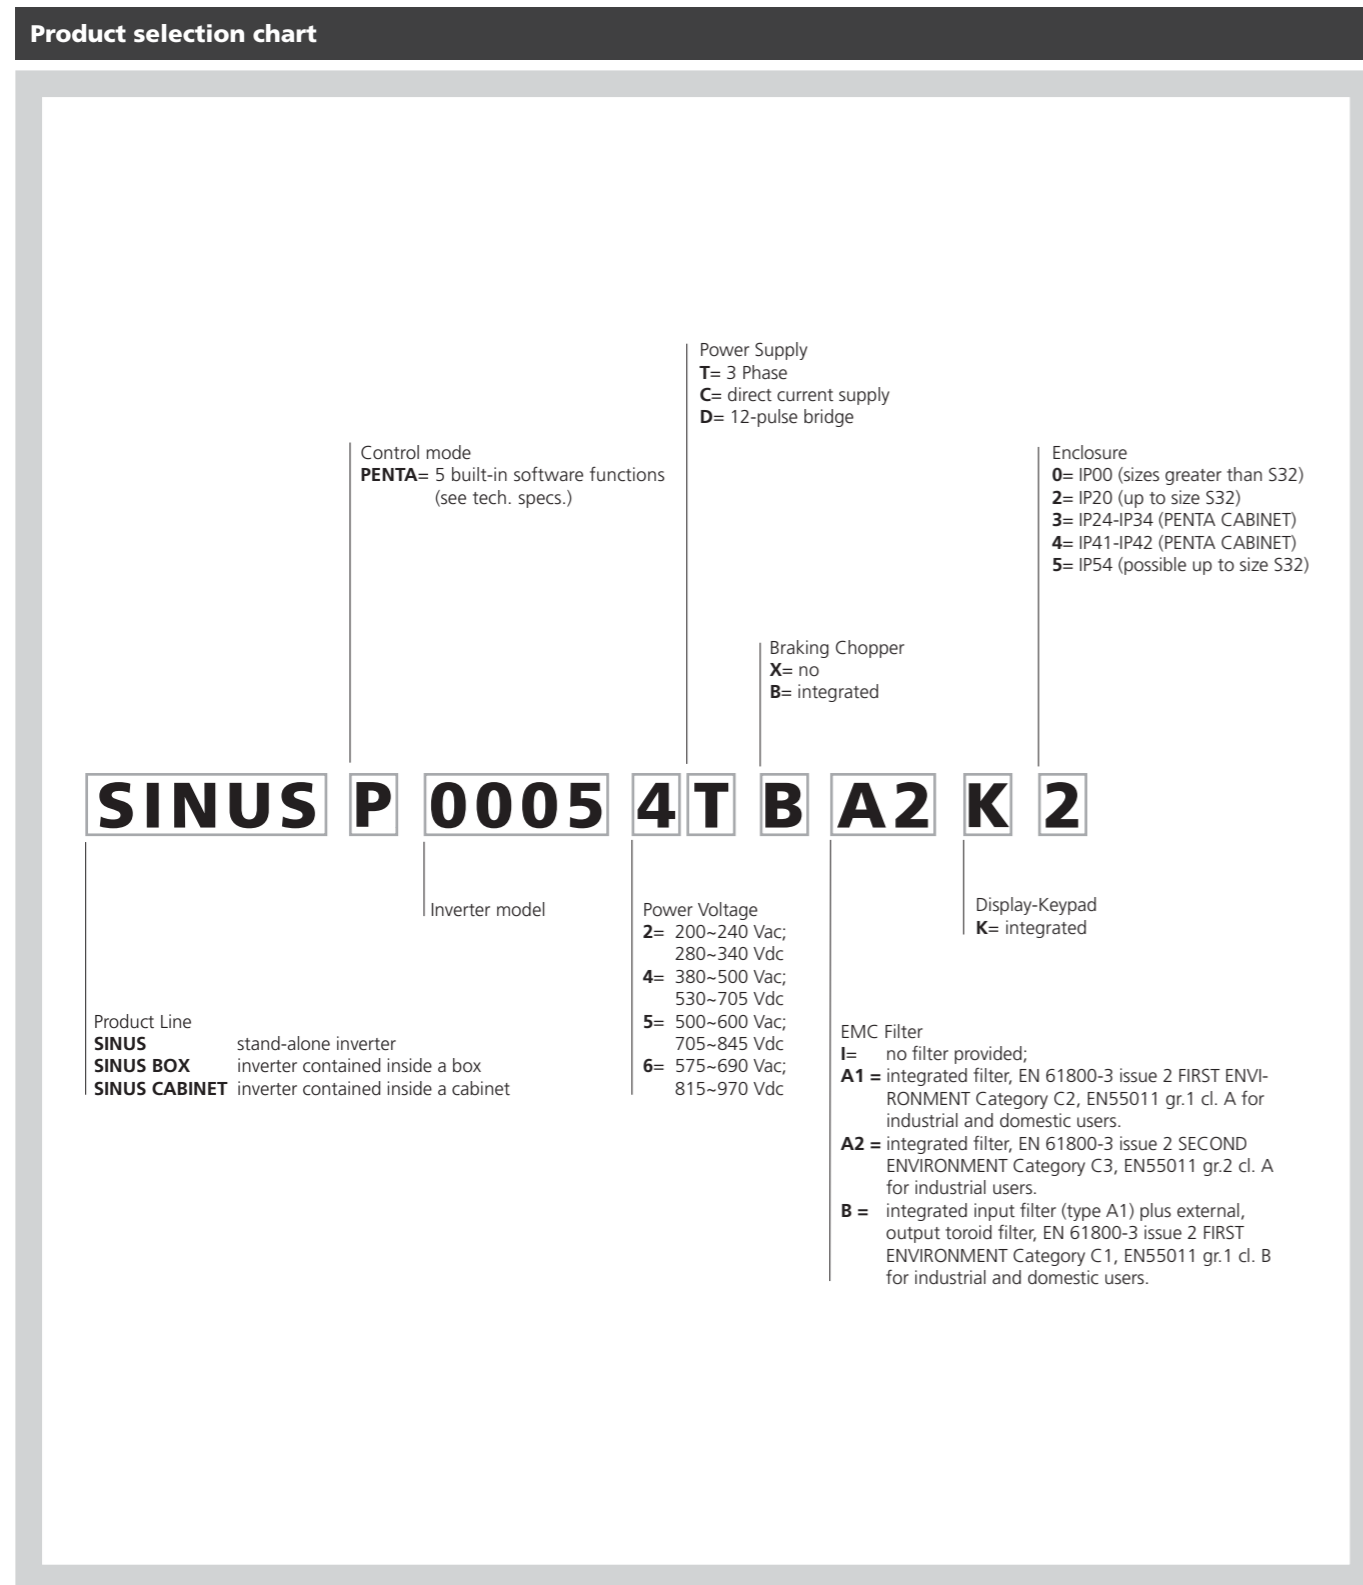 Product selection chart
Power Supply
T= 3 Phase
C= direct current supply
D= 12-pulse bridge
Control mode
PENTA= 5 built-in software functions
(see tech. specs.)
Enclosure
0= IP00 (sizes greater than S32)
2= IP20 (up to size S32)
3= IP24-IP34 (PENTA CABINET)
4= IP41-IP42 (PENTA CABINET)
5= IP54 (possible up to size S32)
Braking Chopper
X= no
B= integrated
SINUS P 0005 4 T B A2 K 2
Inverter model
Power Voltage
2= 200~240 Vac;
280~340 Vdc
4= 380~500 Vac;
530~705 Vdc
5= 500~600 Vac;
705~845 Vdc
6= 575~690 Vac;
815~970 Vdc
Display-Keypad
K= integrated
Product Line
SINUS stand-alone inverter
SINUS BOX inverter contained inside a box
SINUS CABINET inverter contained inside a cabinet
EMC Filter
I= no filter provided;
A1 = integrated filter, EN 61800-3 issue 2 FIRST ENVI-
RONMENT Category C2, EN55011 gr.1 cl. A for
industrial and domestic users.
A2 = integrated filter, EN 61800-3 issue 2 SECOND
ENVIRONMENT Category C3, EN55011 gr.2 cl. A
for industrial users.
B = integrated input filter (type A1) plus external,
output toroid filter, EN 61800-3 issue 2 FIRST
ENVIRONMENT Category C1, EN55011 gr.1 cl. B
for industrial and domestic users.